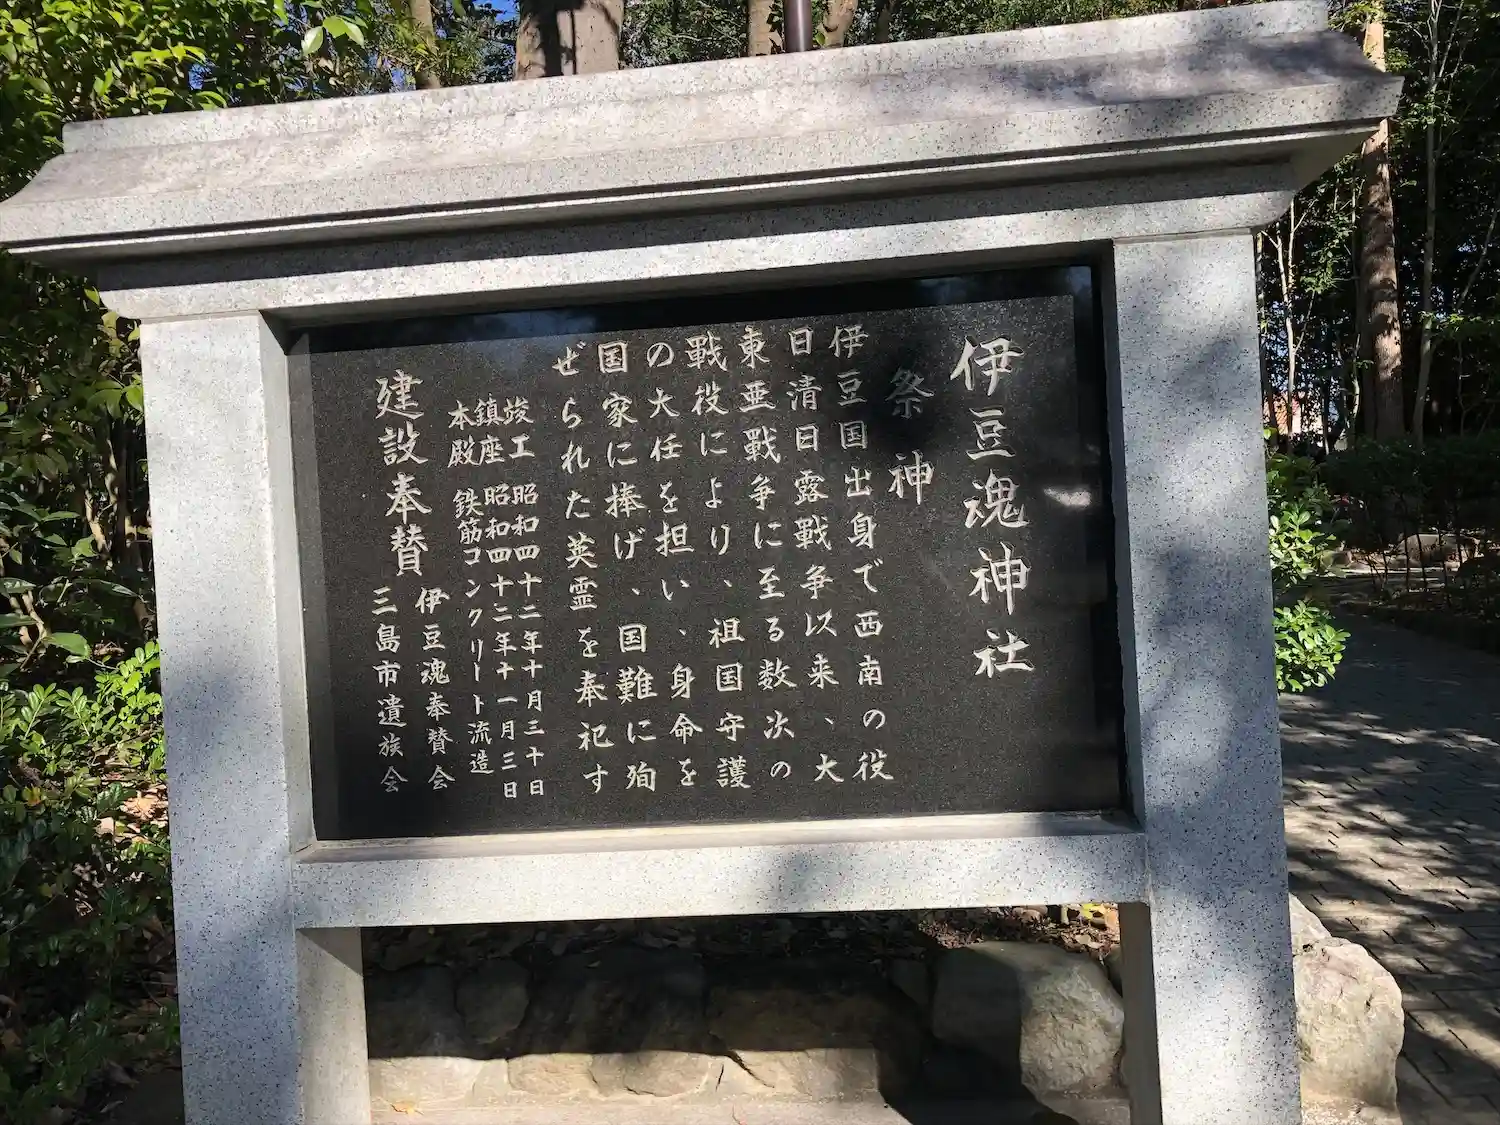 伊豆魂神社
祭神
伊豆国出身で西南の役
日清日露戦争以来、大
東亜戦争に至る数次の
戦役により、祖国守護
の大任を担い、身命を
国家に捧げ、国難に殉
ぜられた英霊を奉祀す
竣工 昭和四十二年十月三十日
鎮座 昭和四十二年十一月三日
本殿 鉄筋コンクリート流造
建設奉賛 伊豆魂奉賛会
三島市遺族会